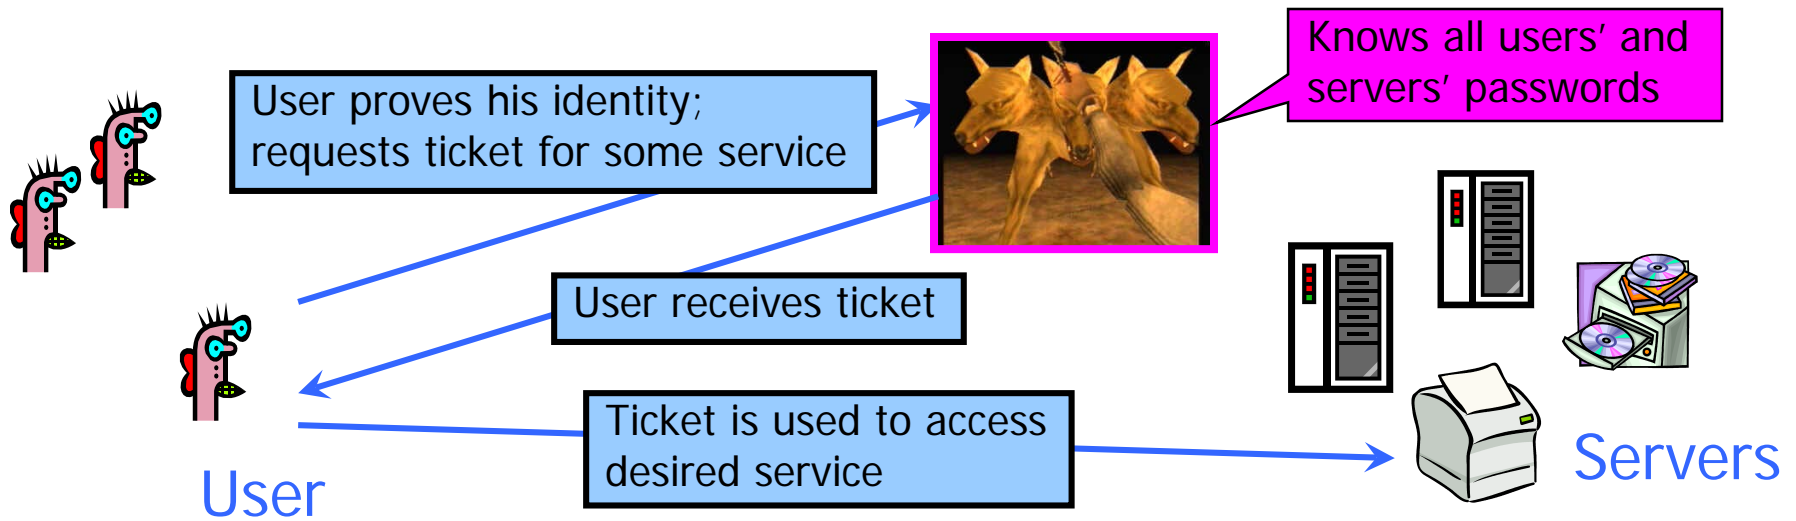 Knows all users’ and
servers’ passwords
User proves his identity;
requests ticket for some service
User receives ticket
Ticket is used to access
desired service
User
Servers